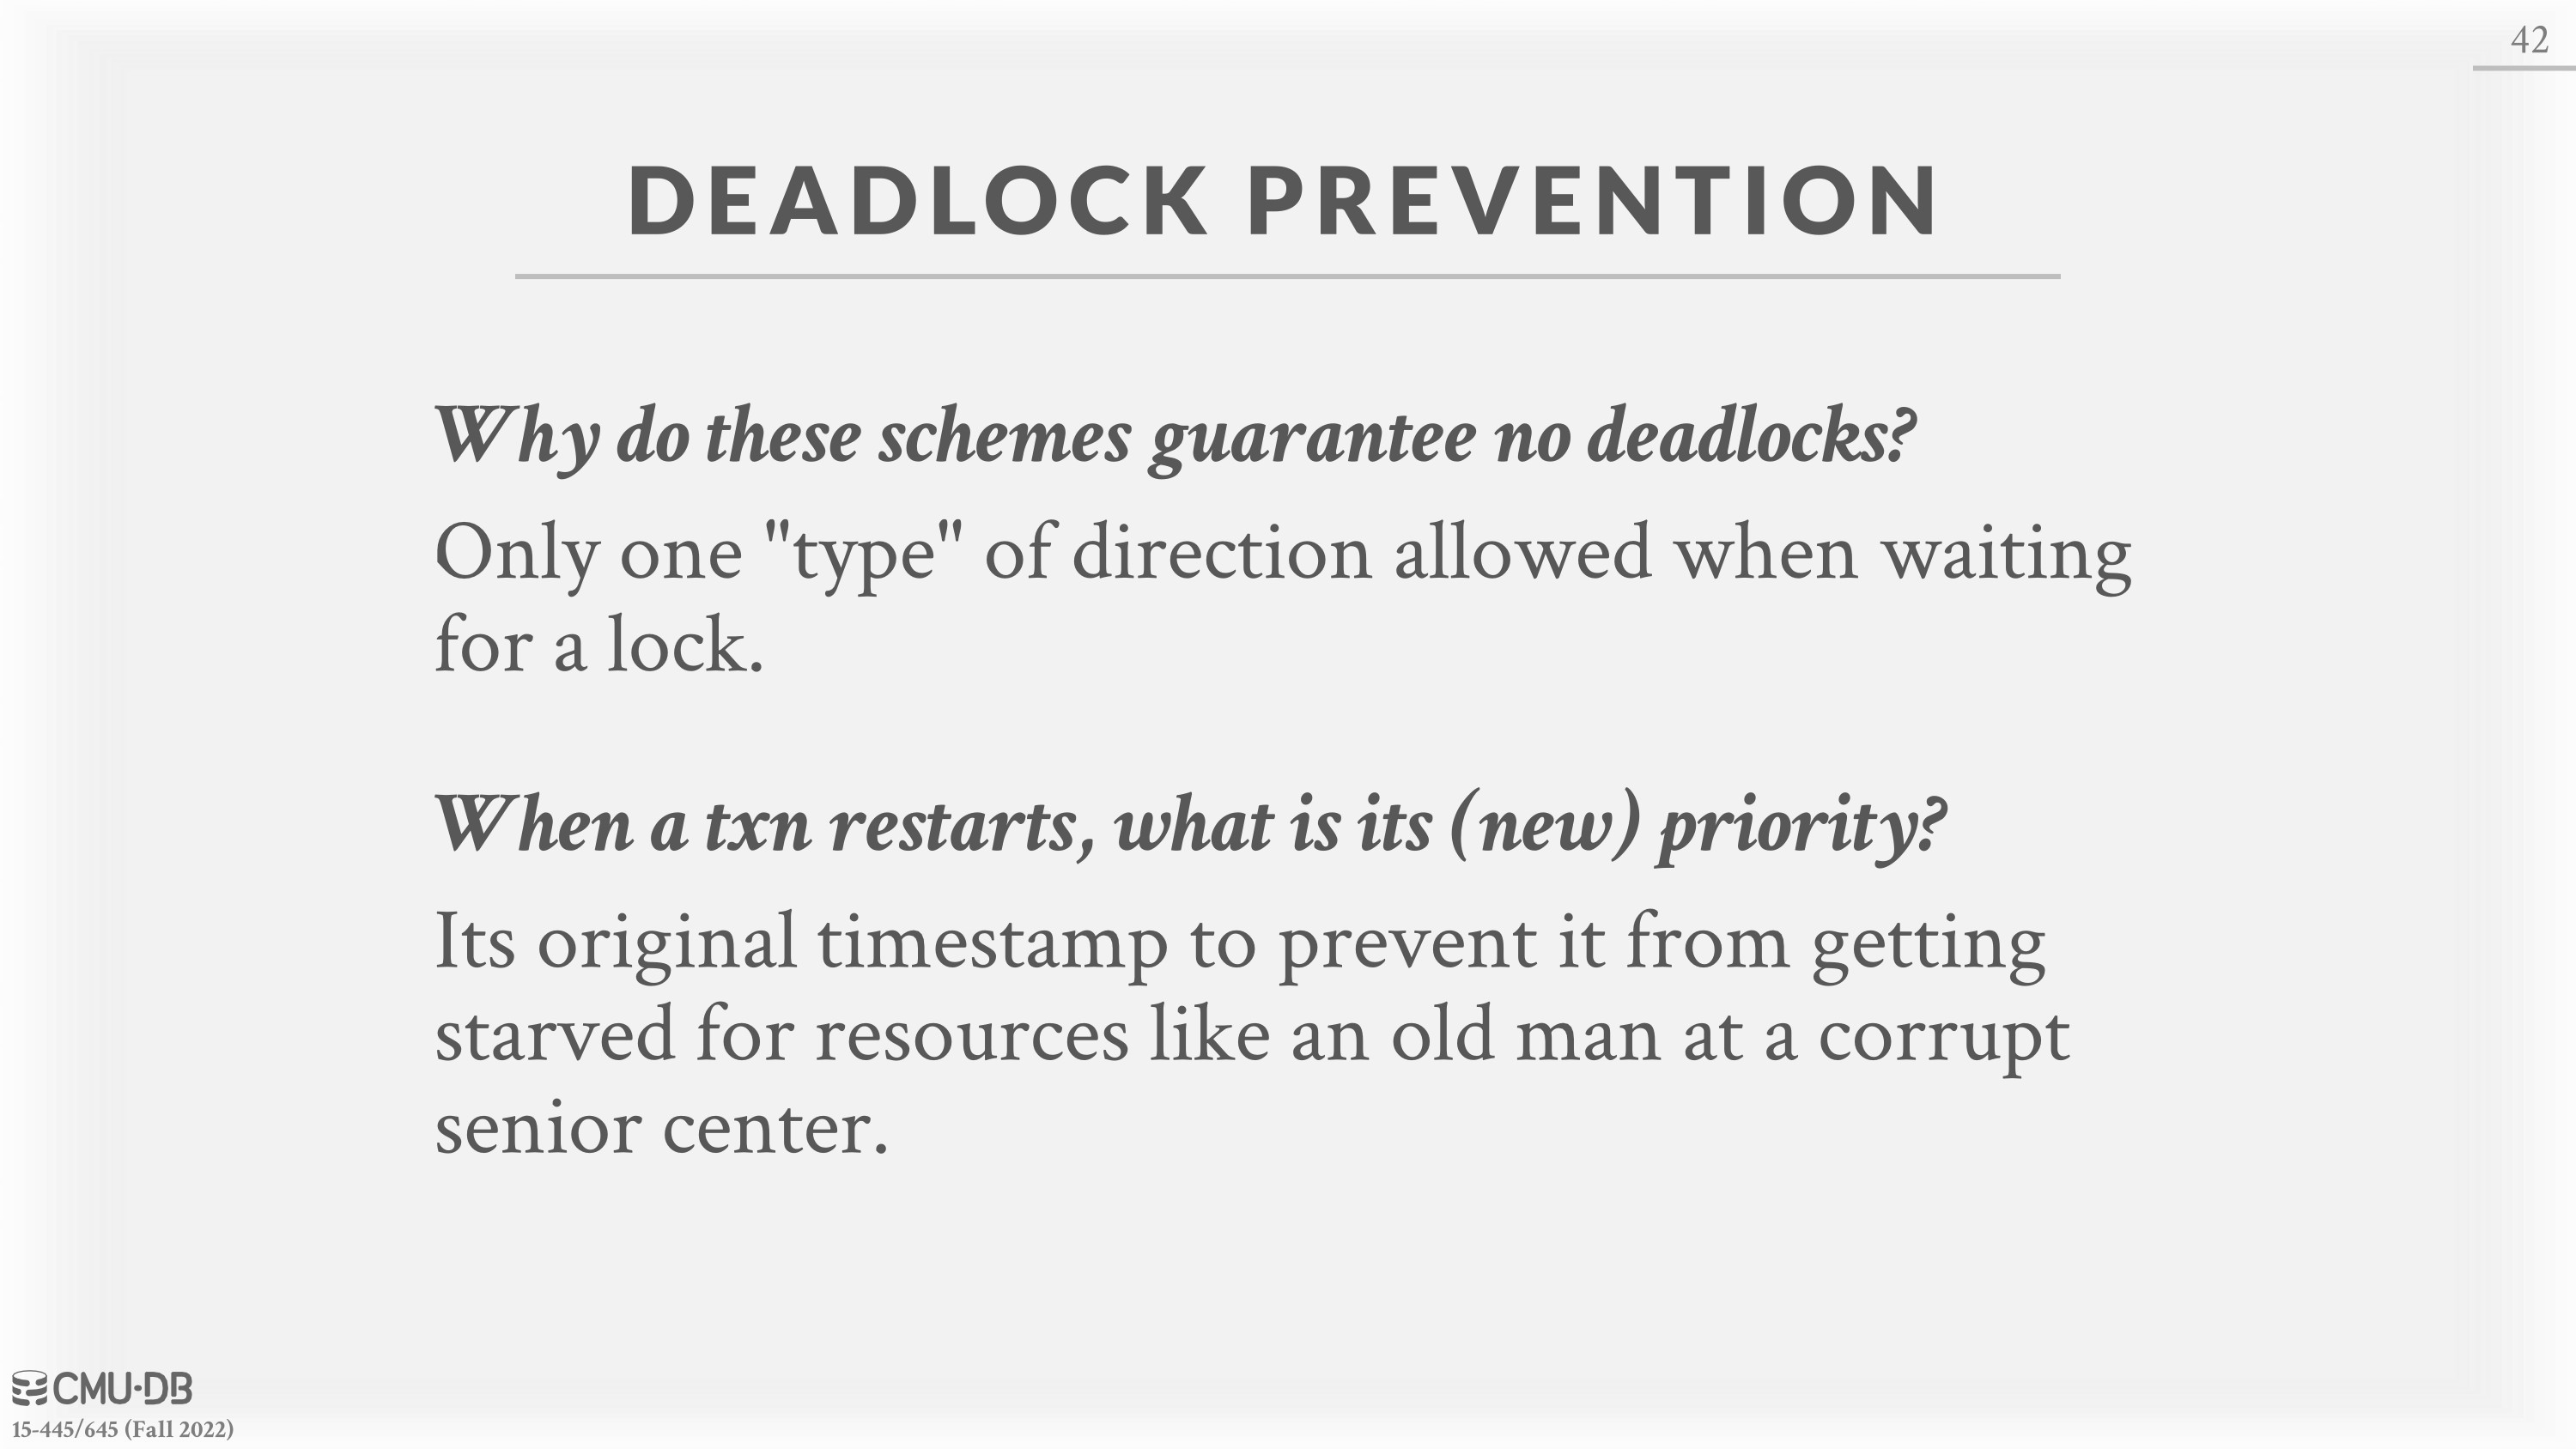 42
DEADLOCK PREVENTION
Why do these schemes guarantee no deadlocks?
Only one "type" of direction allowed when waiting
for a lock.
When a txn restarts, what is its (new) priority?
Its original timestamp to prevent it from getting
starved for resources like an old man at a corrupt
senior center.
CMU·DB
15-445/645 (Fall 2022)